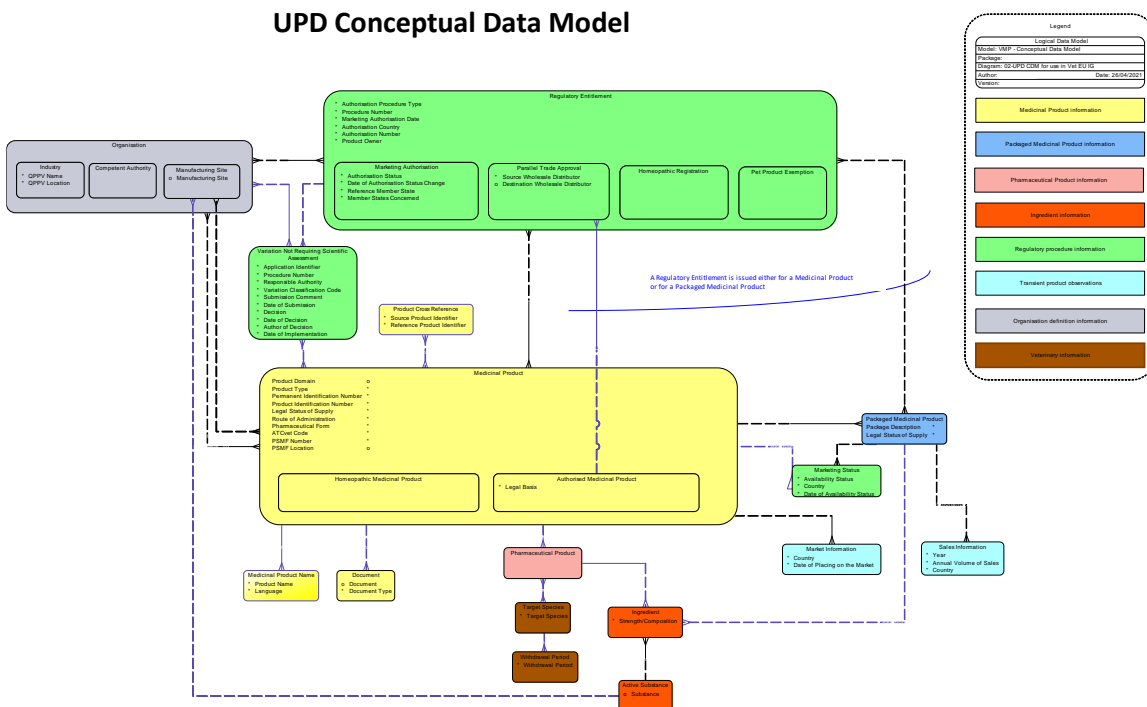 UPD Conceptual Data Model
Legend
Logical Data Model
Model: VMP - Conceptual Data Model
Package:
Diagram: 02-UPD CDM for use in Vet EU IG
Author: Date: 26/04/2021
Version:
Medicinal Product information
Packaged Medicinal Product information
Pharmaceutical Product information
Ingredient information
Regulatory procedure information
Transient product observations
Organisation definition information
Veterinary information
Regulatory Entitlement
* Authorisation Procedure Type
* Procedure Number
* Marketing Authorisation Date
* Authorisation Country
* Authorisation Number
* Product Owner
Marketing Authorisation
* Authorisation Status
* Date of Authorisation Status Change
* Reference Member State
* Member States Concerned
Parallel Trade Approval
* Source Wholesale Distributor
o Destination Wholesale Distributor
Homeopathic Registration
Pet Product Exemption
Organisation
Industry
* QPPV Name
* QPPV Location
Competent Authority
Manufacturing Site
o Manufacturing Site
Variation Not Requiring Scientific
Assessment
* Application Identifier
* Procedure Number
* Responsible Authority
* Variation Classification Code
* Submission Comment
* Date of Submission
* Decision
* Date of Decision
* Author of Decision
* Date of Implementation
Product Cross Reference
* Source Product Identifier
* Reference Product Identifier
A Regulatory Entitlement is issued either for a Medicinal Product
or for a Packaged Medicinal Product
Medicinal Product
Product Domain o
Product Type *
Permanent Identification Number *
Product Identification Number *
Legal Status of Supply *
Route of Administration *
Pharmaceutical Form *
ATCvet Code *
PSMF Number *
PSMF Location o
Homeopathic Medicinal Product
Authorised Medicinal Product
* Legal Basis
Packaged Medicinal Product
Package Description *
Legal Status of Supply *
Marketing Status
* Availability Status
* Country
* Date of Availability Status
Market Information
* Country
* Date of Placing on the Market
Sales Information
* Year
* Annual Volume of Sales
* Country
Medicinal Product Name
* Product Name
* Language
Document
o Document
* Document Type
Pharmaceutical Product
Target Species
* Target Species
Withdrawal Period
* Withdrawal Period
Ingredient
* Strength/Composition
Active Substance
o Substance